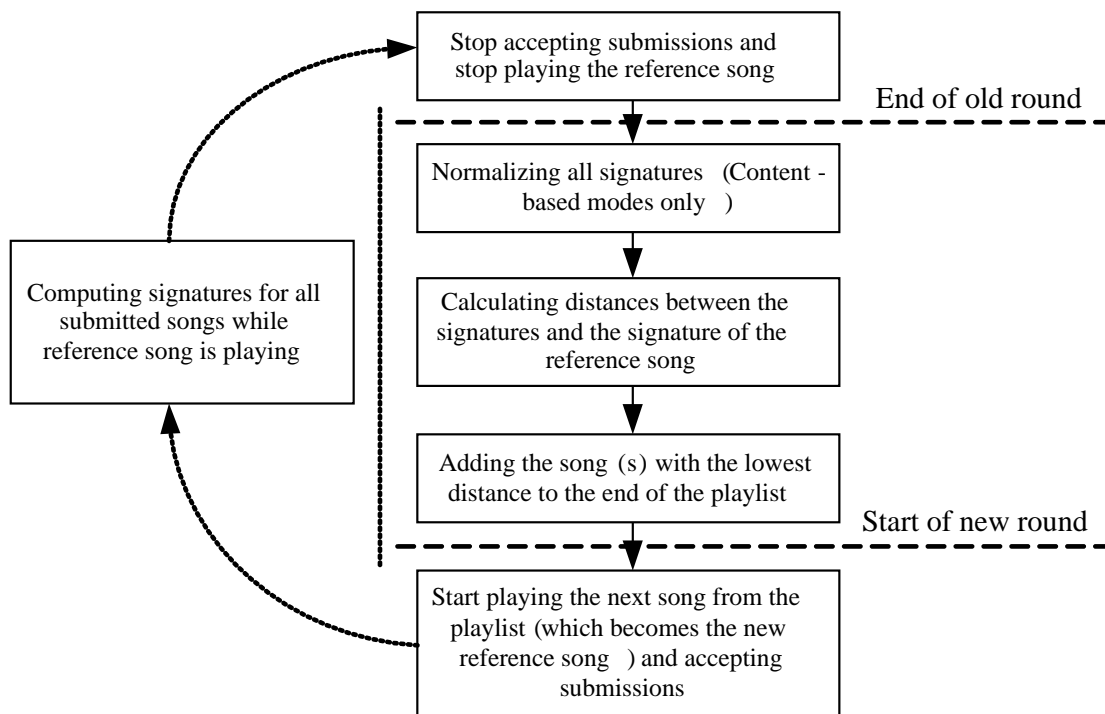 Stop accepting submissions and
stop playing the reference song
End of old round
Normalizing all signatures (Content -
based modes only )
Computing signatures for all
submitted songs while
reference song is playing
Calculating distances between the
signatures and the signature of the
reference song
Adding the song (s) with the lowest
distance to the end of the playlist
Start of new round
Start playing the next song from the
playlist (which becomes the new
reference song ) and accepting
submissions